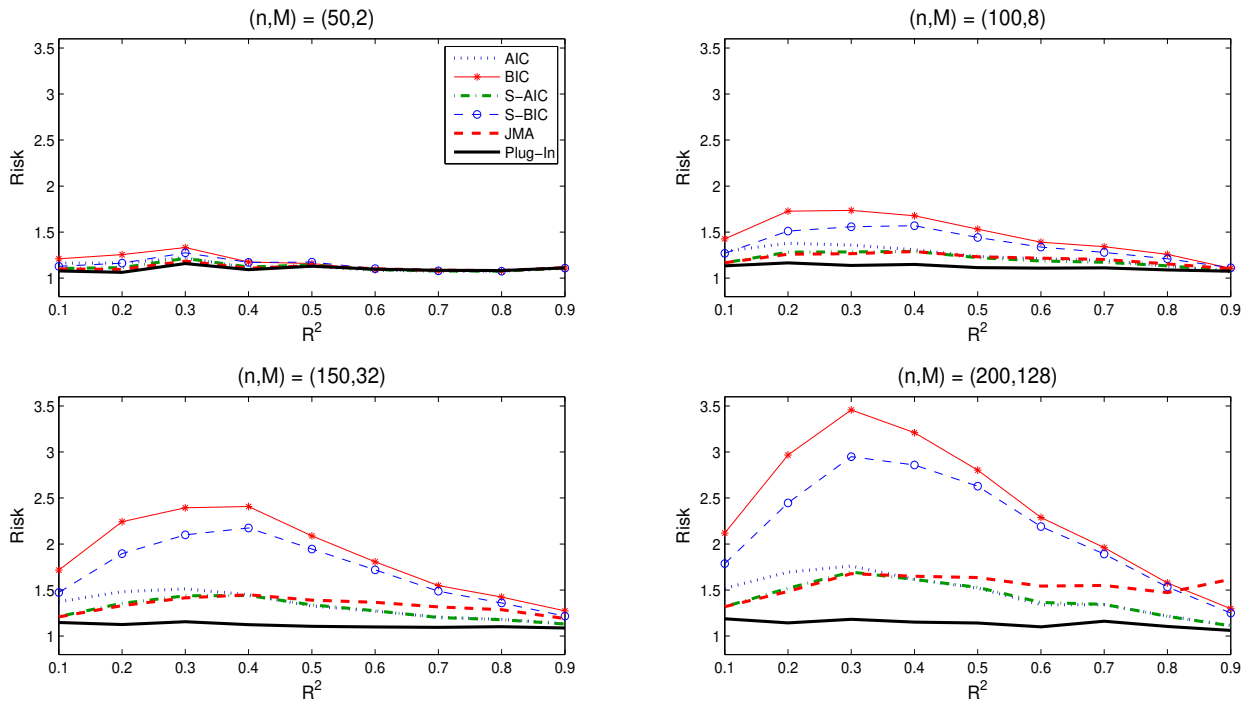 (n,M) = (50,2)
3.5
3
2.5
2
1.5
1
Risk
0.1 0.2 0.3 0.4 0.5 0.6 0.7 0.8 0.9
R²
AIC
BIC
S-AIC
S-BIC
JMA
Plug-In
(n,M) = (100,8)
3.5
3
2.5
2
1.5
1
Risk
0.1 0.2 0.3 0.4 0.5 0.6 0.7 0.8 0.9
R²
(n,M) = (150,32)
3.5
3
2.5
2
1.5
1
Risk
0.1 0.2 0.3 0.4 0.5 0.6 0.7 0.8 0.9
R²
(n,M) = (200,128)
3.5
3
2.5
2
1.5
1
Risk
0.1 0.2 0.3 0.4 0.5 0.6 0.7 0.8 0.9
R²